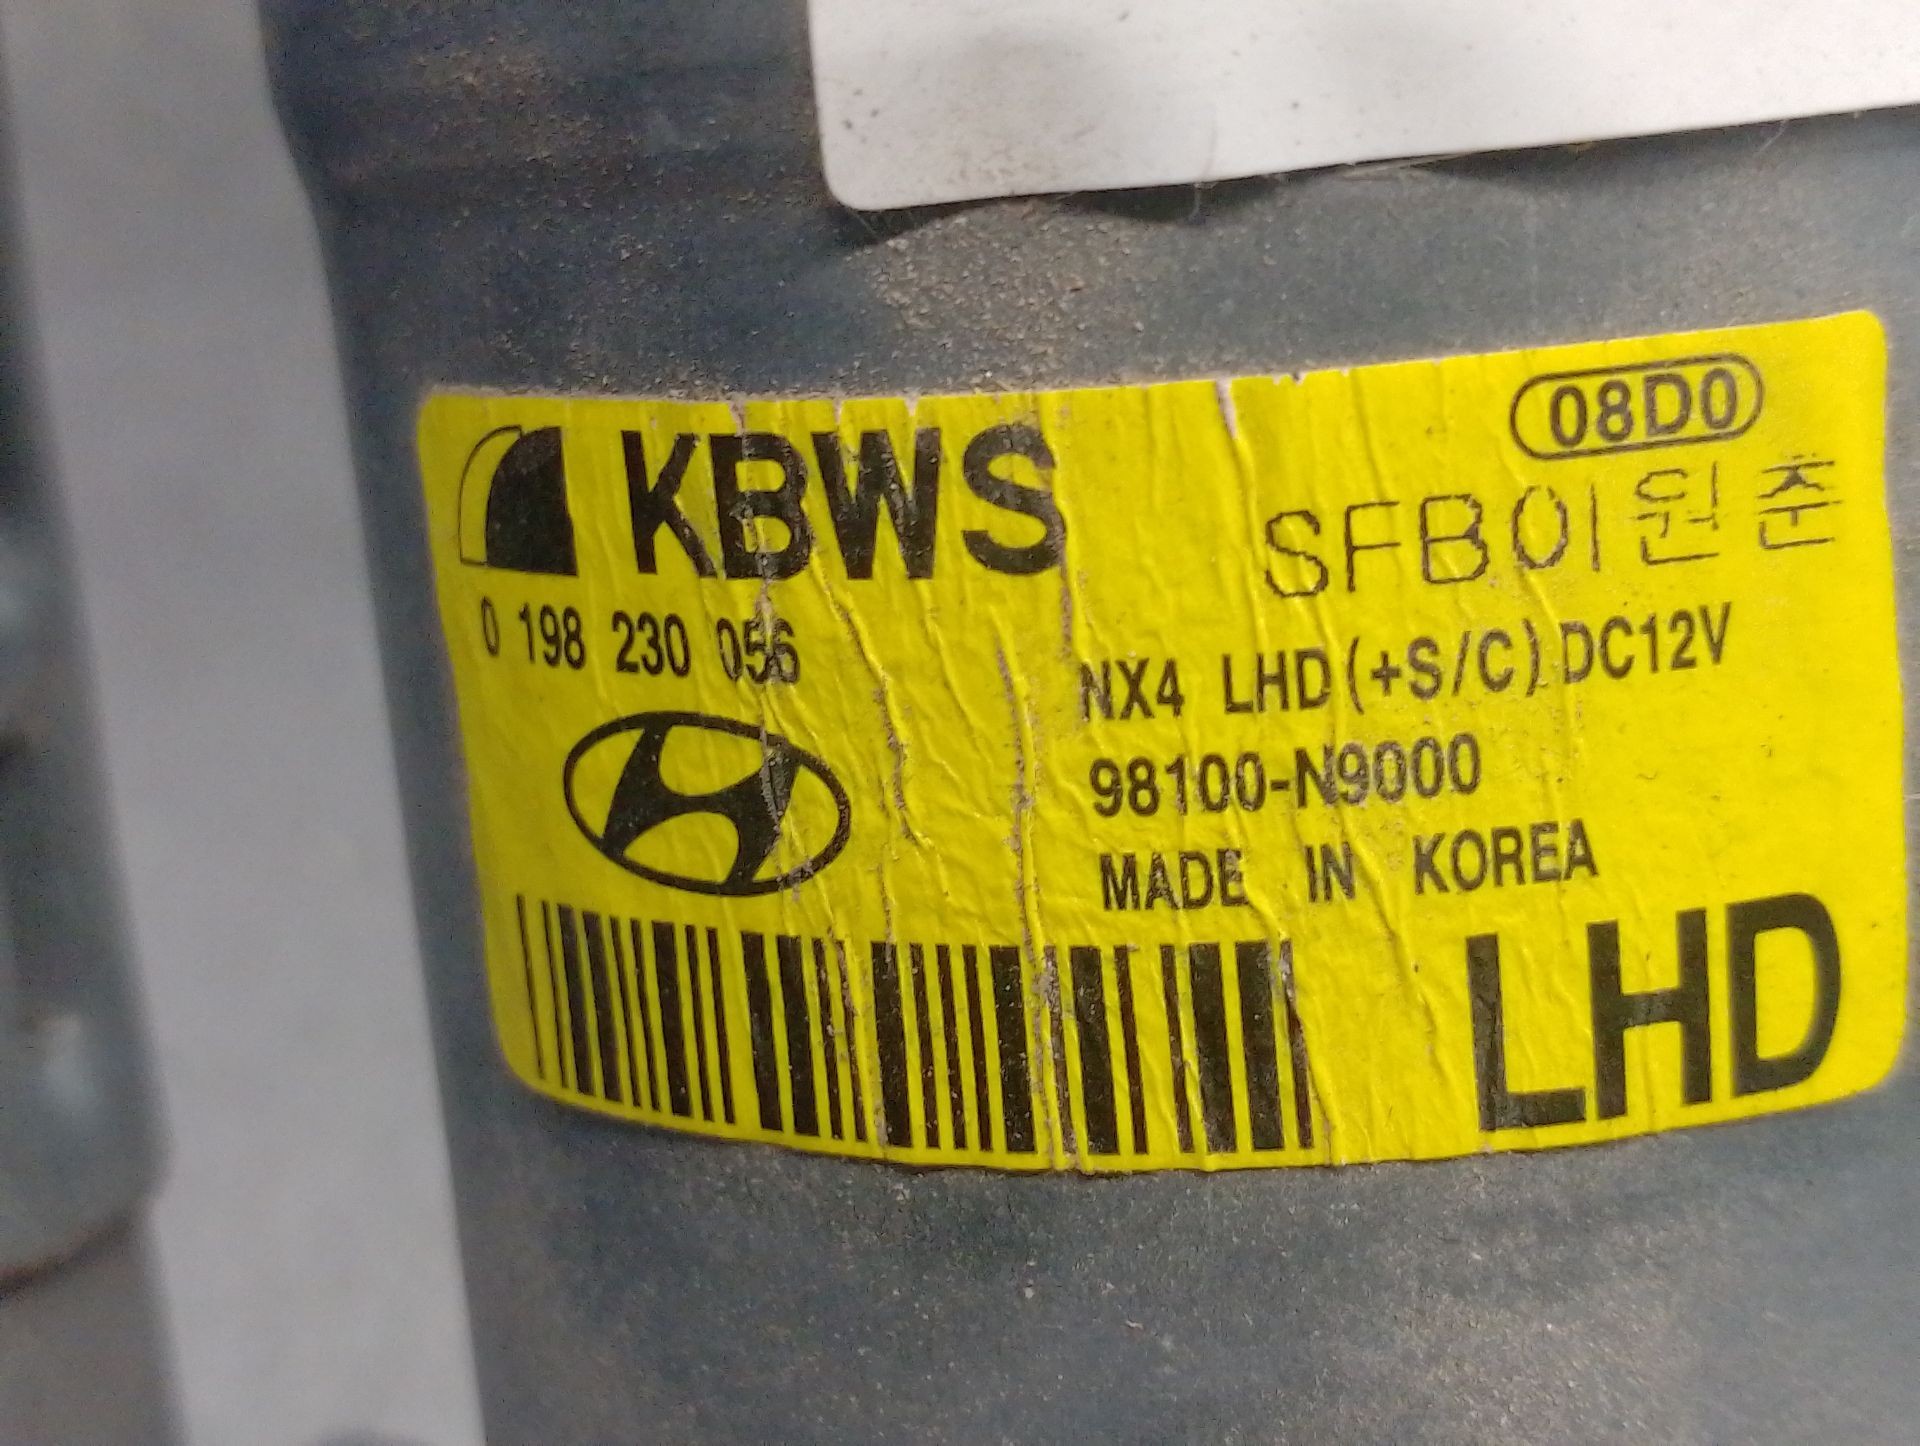 08D0
KBWS
SFB이원춘
0 198 230 056
NX4 LHD(+S/C) DC12V
98100-N9000
MADE IN KOREA
LHD